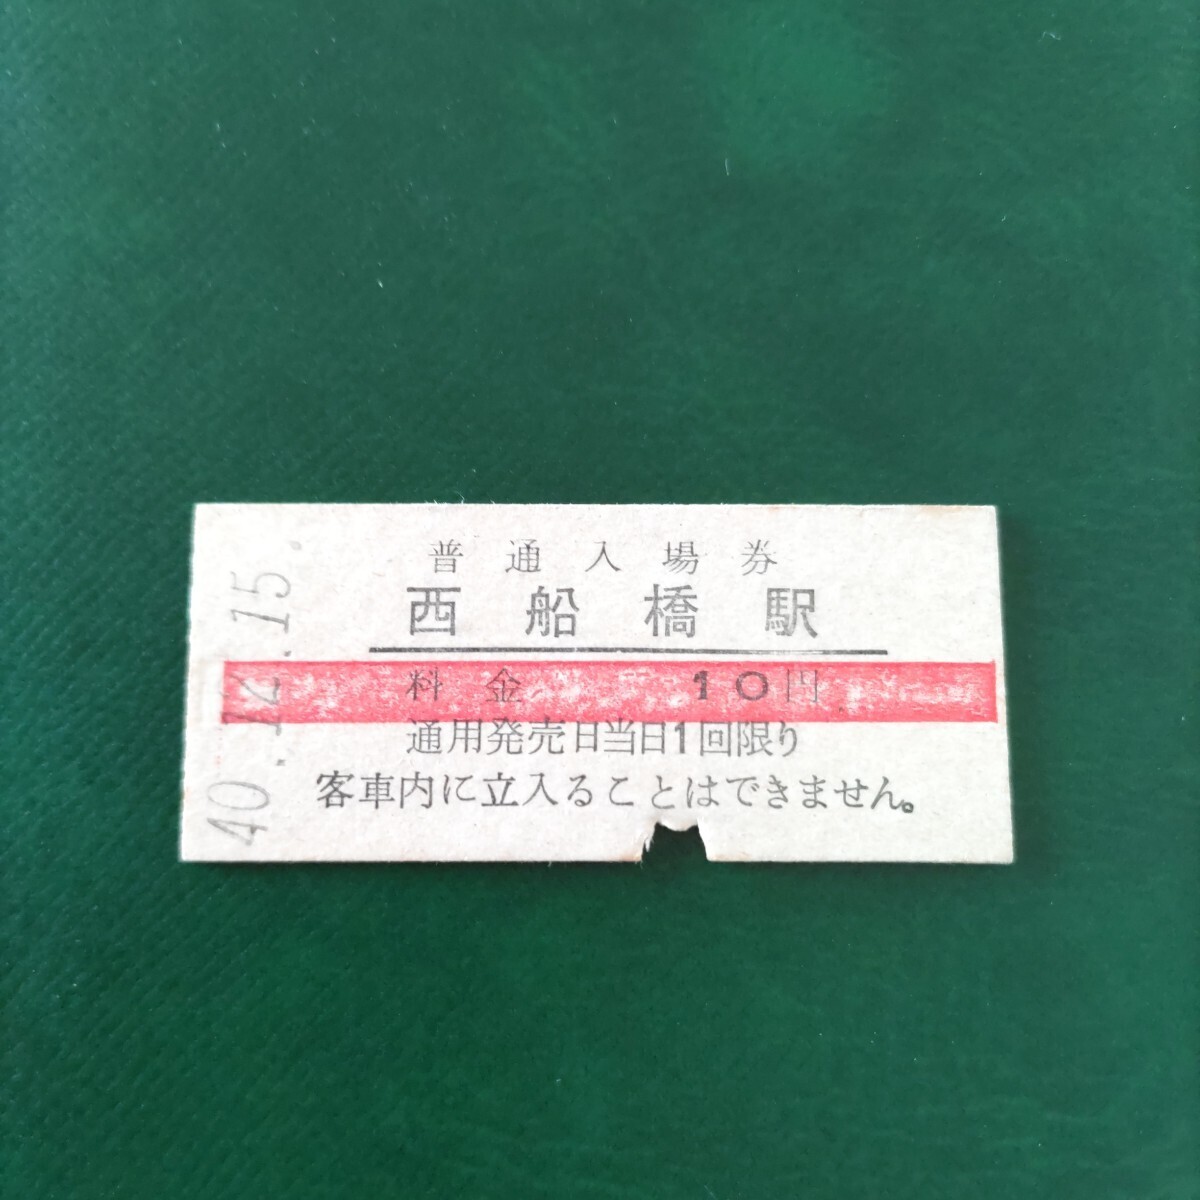 普通入場券
西船橋駅
料金 10円
通用発売日当日1回限り
客車内に立入ることはできません。
40.12.15.